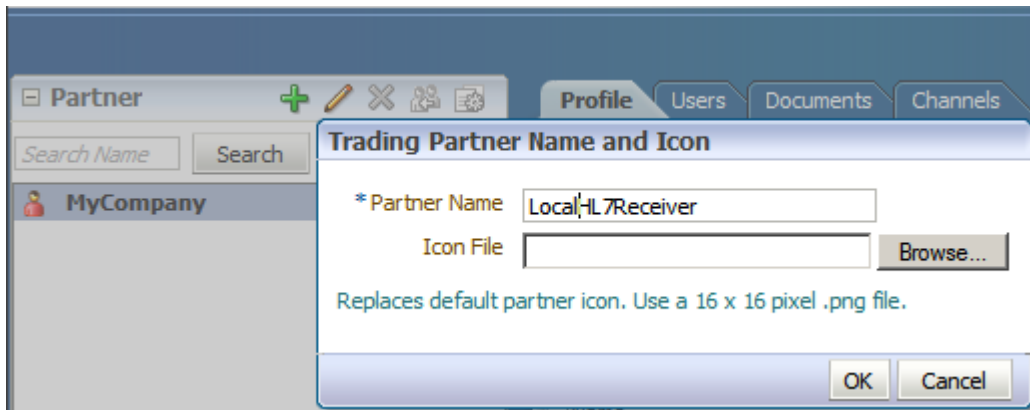 Partner
Profile
Users
Documents
Channels
Search Name
Search
MyCompany
Trading Partner Name and Icon
*Partner Name
LocalHL7Receiver
Icon File
Browse...
Replaces default partner icon. Use a 16 x 16 pixel .png file.
OK
Cancel